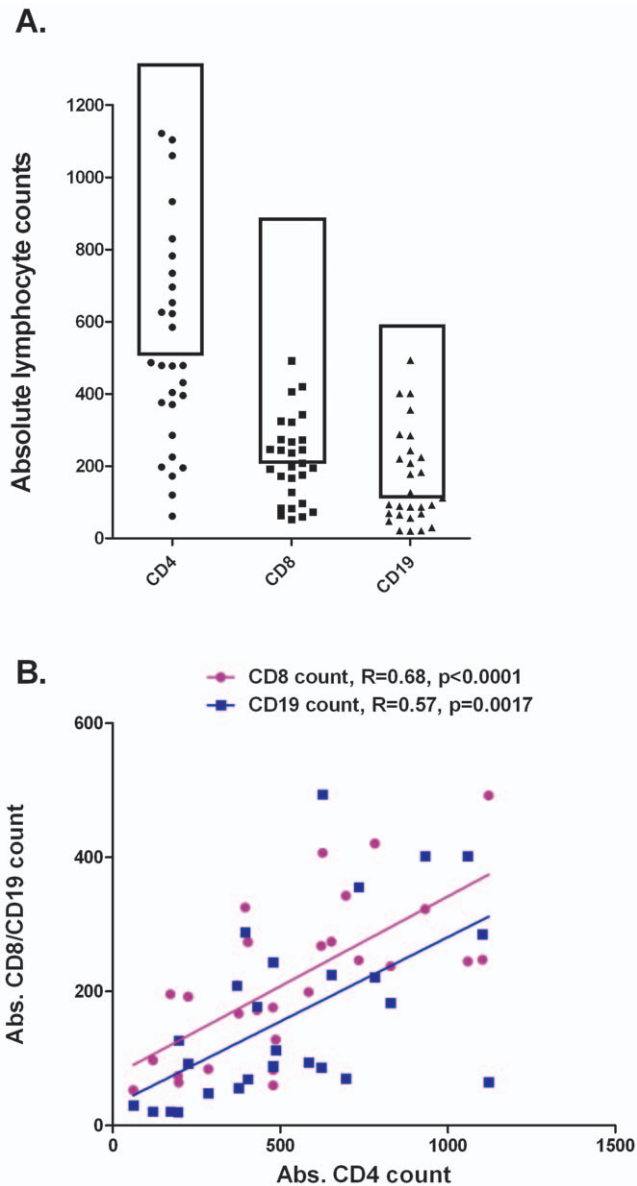 A.
Absolute lymphocyte counts
1200
1000
800
600
400
200
0
CD4
CD8
CD19
B.
CD8 count, R=0.68, p<0.0001
CD19 count, R=0.57, p=0.0017
Abs. CD8/CD19 count
600
400
200
0
0
500
1000
1500
Abs. CD4 count